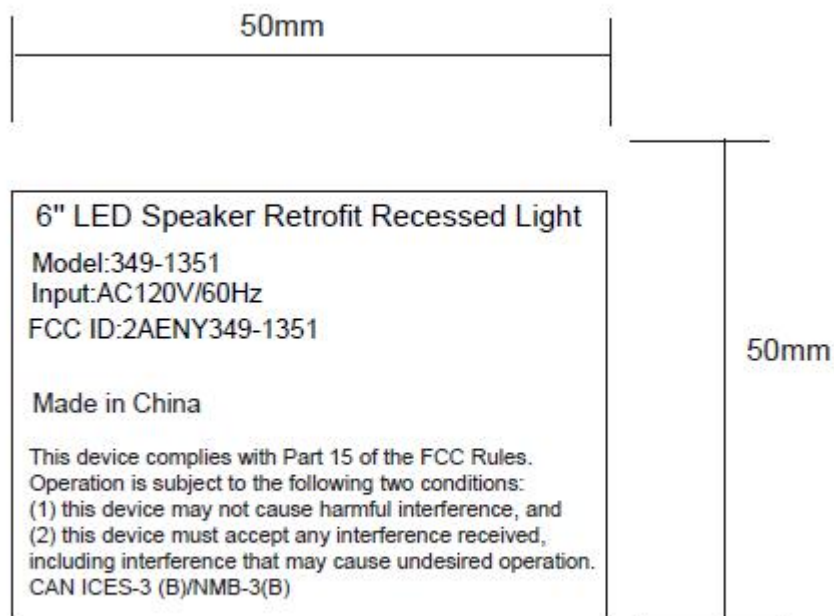 50mm
6" LED Speaker Retrofit Recessed Light
Model:349-1351
Input:AC120V/60Hz
FCC ID:2AENY349-1351
50mm
Made in China
This device complies with Part 15 of the FCC Rules.
Operation is subject to the following two conditions:
(1) this device may not cause harmful interference, and
(2) this device must accept any interference received,
including interference that may cause undesired operation.
CAN ICES-3 (B)/NMB-3(B)